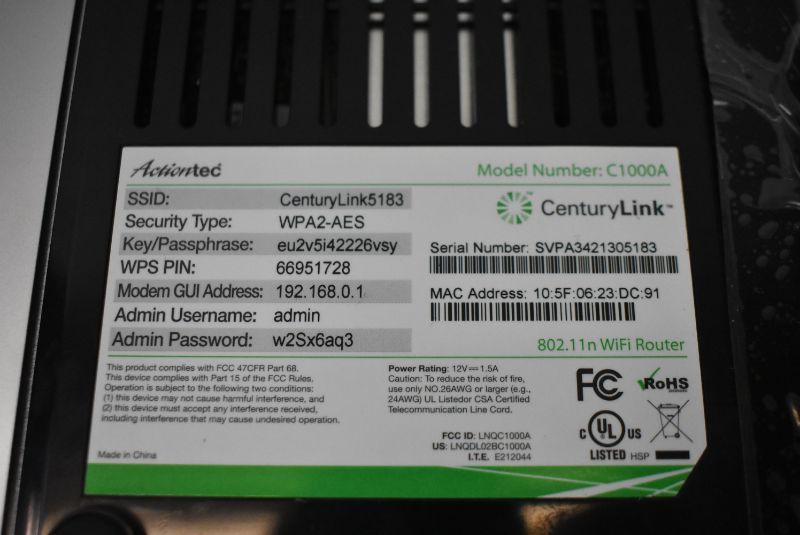 Actiontec
Model Number: C1000A
SSID: CenturyLink5183
Security Type: WPA2-AES
Key/Passphrase: eu2v5i42226vsy
WPS PIN: 66951728
Modem GUI Address: 192.168.0.1
Admin Username: admin
Admin Password: w2Sx6aq3
CenturyLink™
Serial Number: SVPA3421305183
MAC Address: 10:5F:06:23:DC:91
802.11n WiFi Router
This product complies with FCC 47CFR Part 68.
This device complies with Part 15 of the FCC Rules.
Operation is subject to the following two conditions:
(1) this device may not cause harmful interference, and
(2) this device must accept any interference received,
including interference that may cause undesired operation.
Made in China
Power Rating: 12V⎓ 1.5A
Caution: To reduce the risk of fire,
use only NO.26AWG or larger (e.g.,
24AWG) UL Listedor CSA Certified
Telecommunication Line Cord.
FCC ID: LNQC1000A
US: LNQDL02BC1000A
I.T.E. E212044
FC
RoHS
C UL US
LISTED
HSP